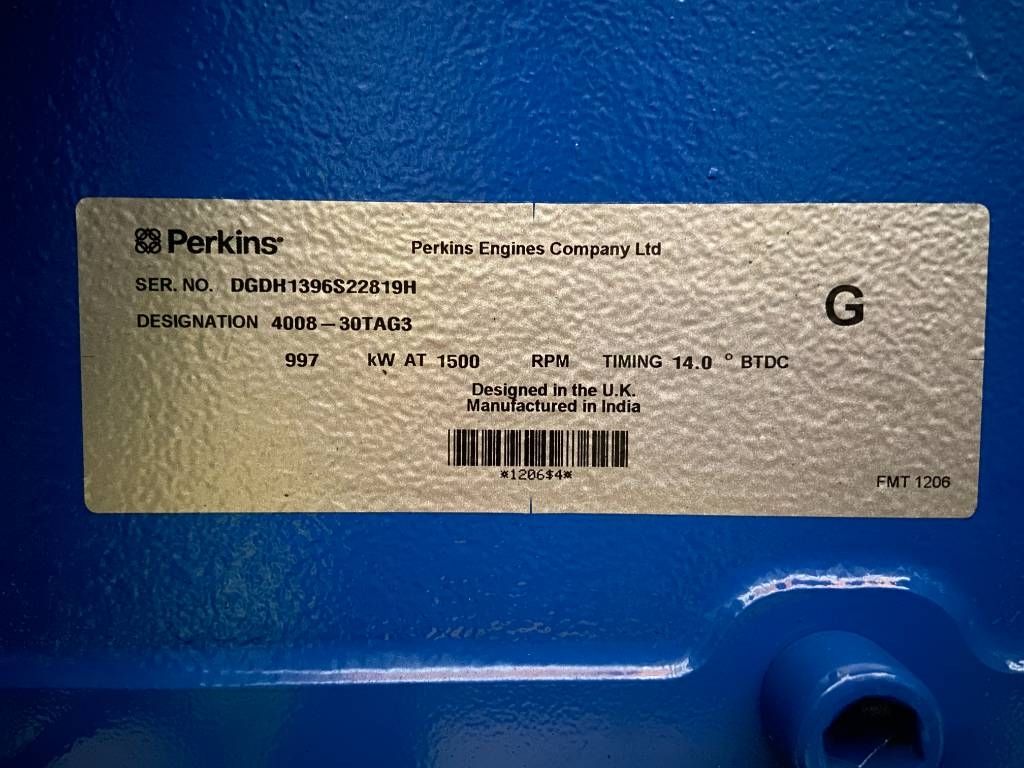 Perkins
Perkins Engines Company Ltd
SER. NO. DGDH1396S22819H
G
DESIGNATION 4008-30TAG3
997 kW AT 1500 RPM TIMING 14.0 ° BTDC
Designed in the U.K.
Manufactured in India
*1206$4*
FMT 1206